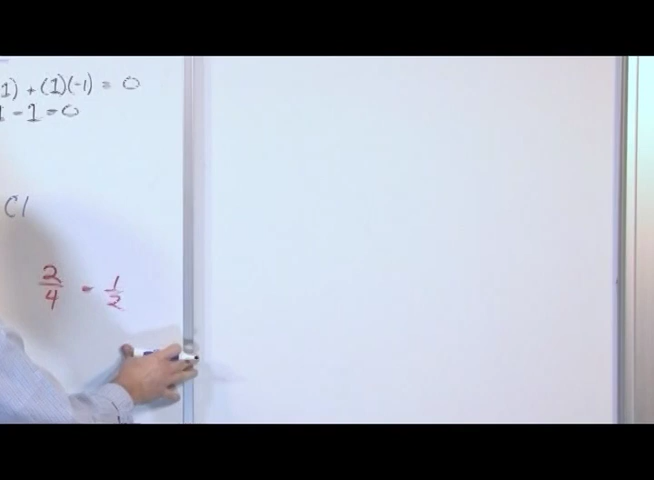 1) + (1)(-1) = 0
1 - 1 = 0
Cl
2/4 = 1/2